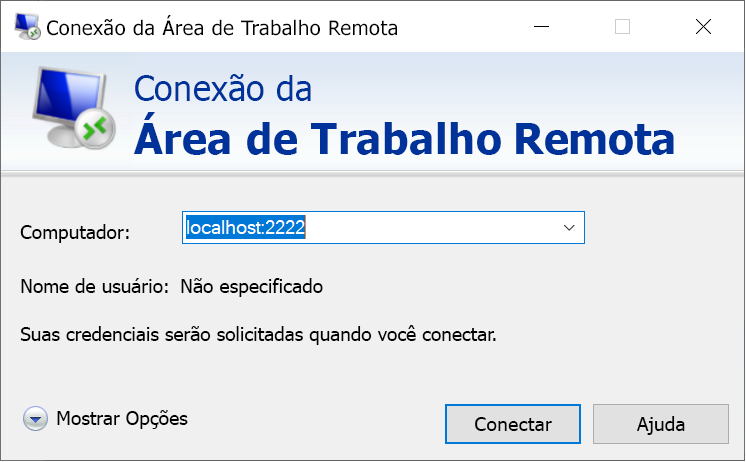 Conexão da Área de Trabalho Remota
Conexão da
Área de Trabalho Remota
Computador: localhost:2222
Nome de usuário: Não especificado
Suas credenciais serão solicitadas quando você conectar.
Mostrar Opções Conectar Ajuda